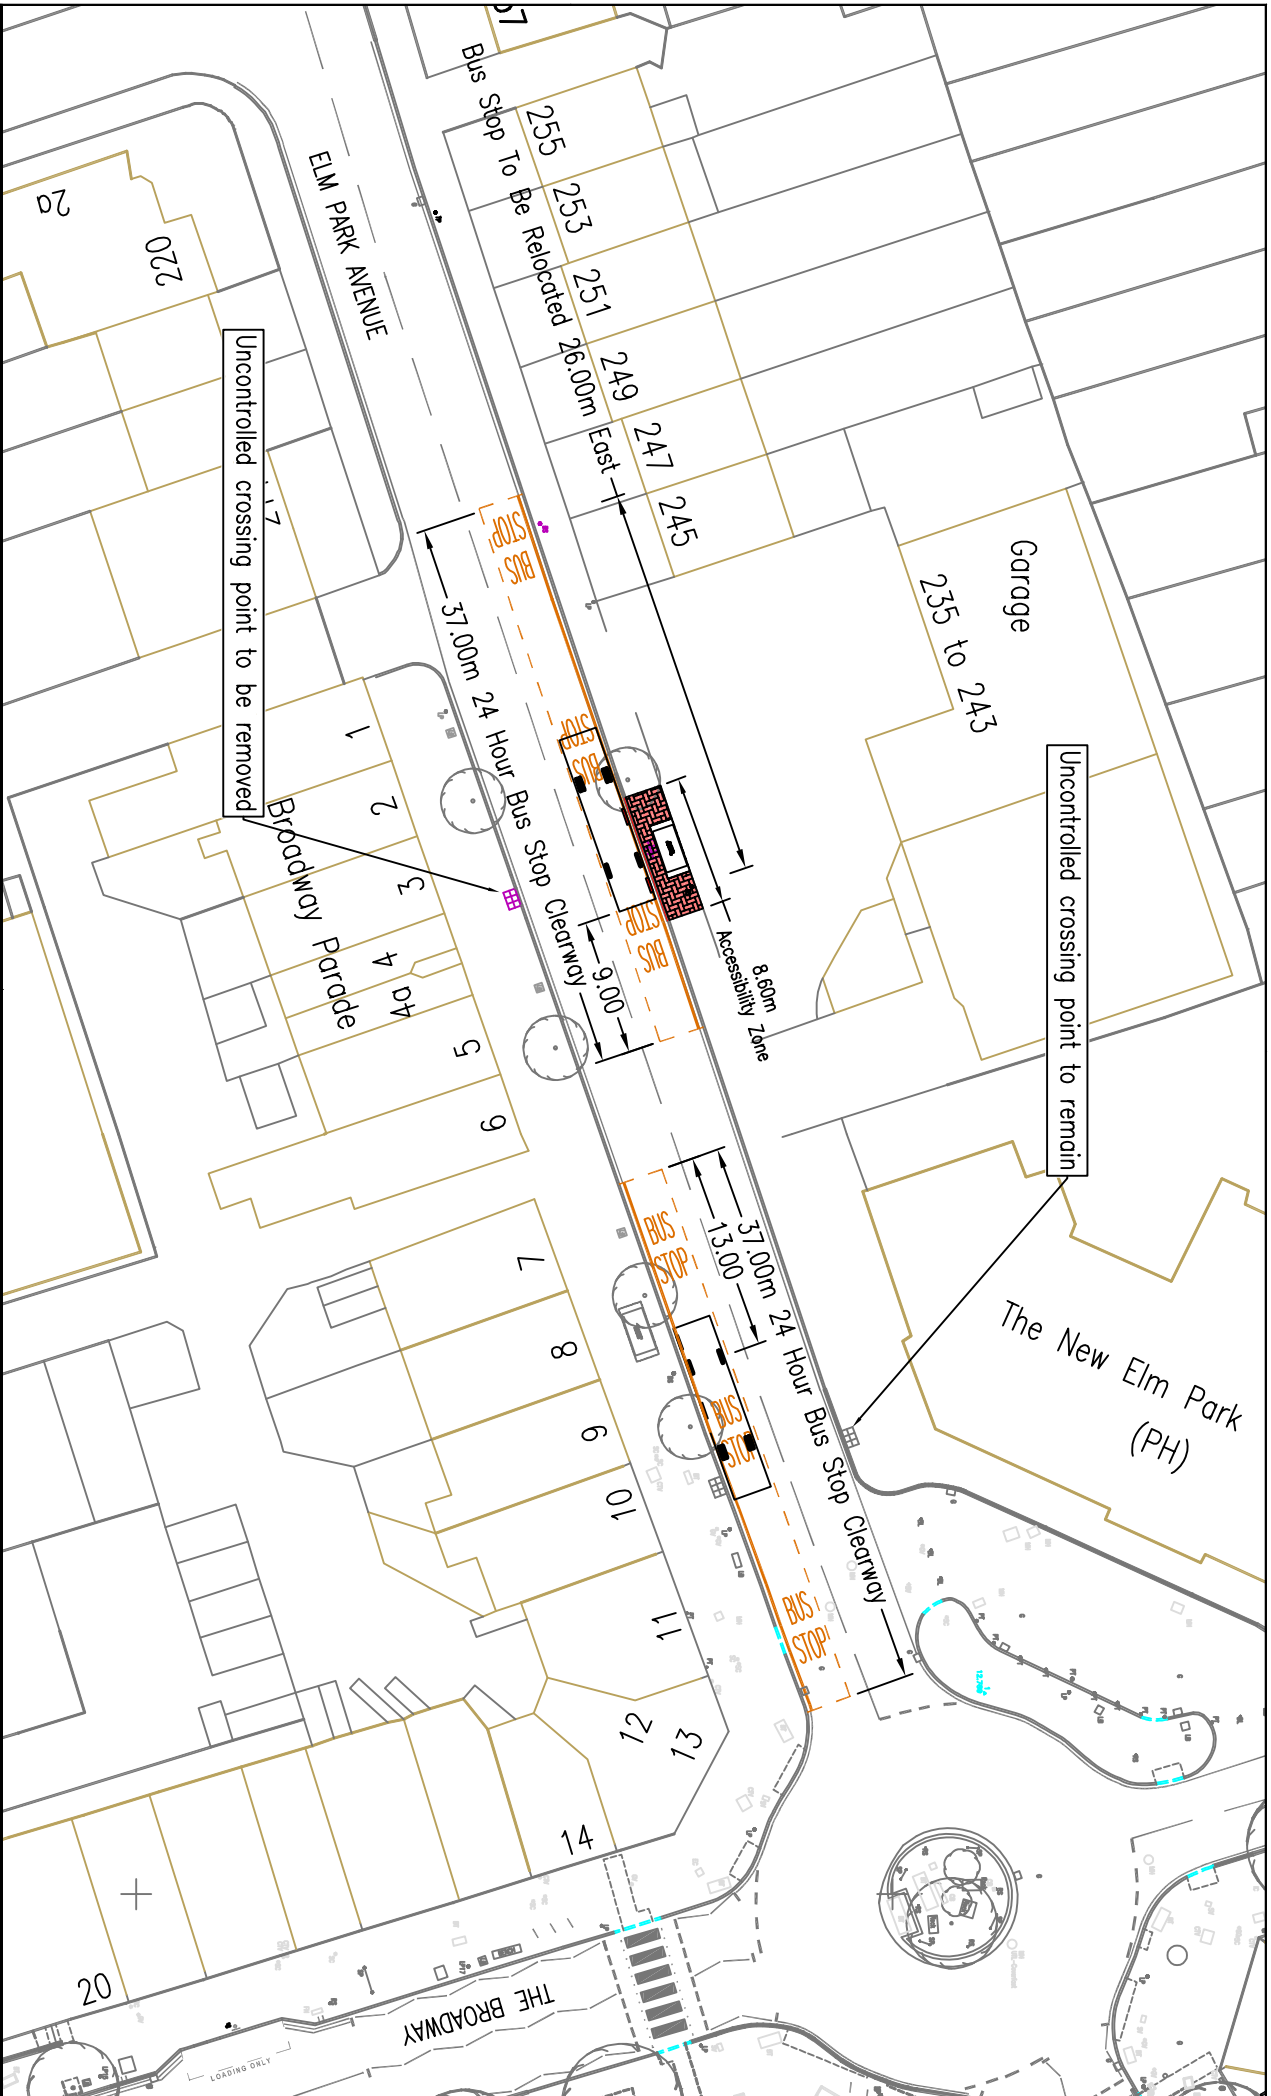 57
Bus Stop To Be Relocated 26.00m East
255
253
251
249
247
245
Garage
235 to 243
2a
220
ELM PARK AVENUE
Uncontrolled crossing point to be removed
Uncontrolled crossing point to remain
37.00m 24 Hour Bus Stop Clearway
BUS STOP
BUS STOP
BUS STOP
9.00
8.60m
Accessibility Zone
1
2
3
4
4a
5
6
Broadway Parade
37.00m 24 Hour Bus Stop Clearway
13.00
BUS STOP
BUS STOP
BUS STOP
The New Elm Park
(PH)
7
8
9
10
11
12
13
14
20
THE BROADWAY
LOADING ONLY